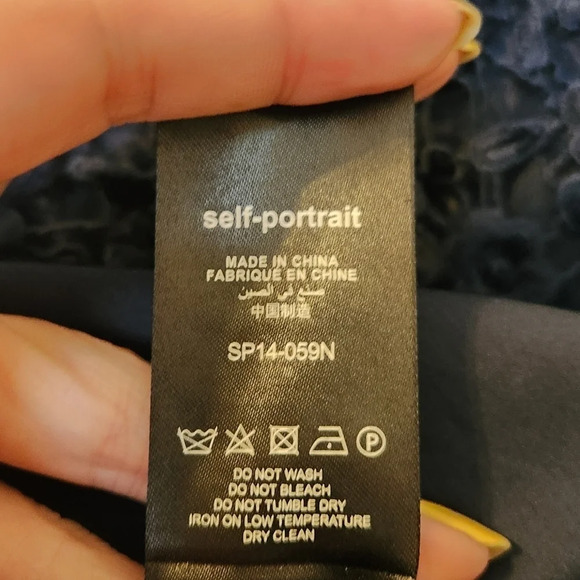 self-portrait
MADE IN CHINA
FABRIQUÉ EN CHINE
صنع في الصين
中国制造
SP14-059N
P
DO NOT WASH
DO NOT BLEACH
DO NOT TUMBLE DRY
IRON ON LOW TEMPERATURE
DRY CLEAN